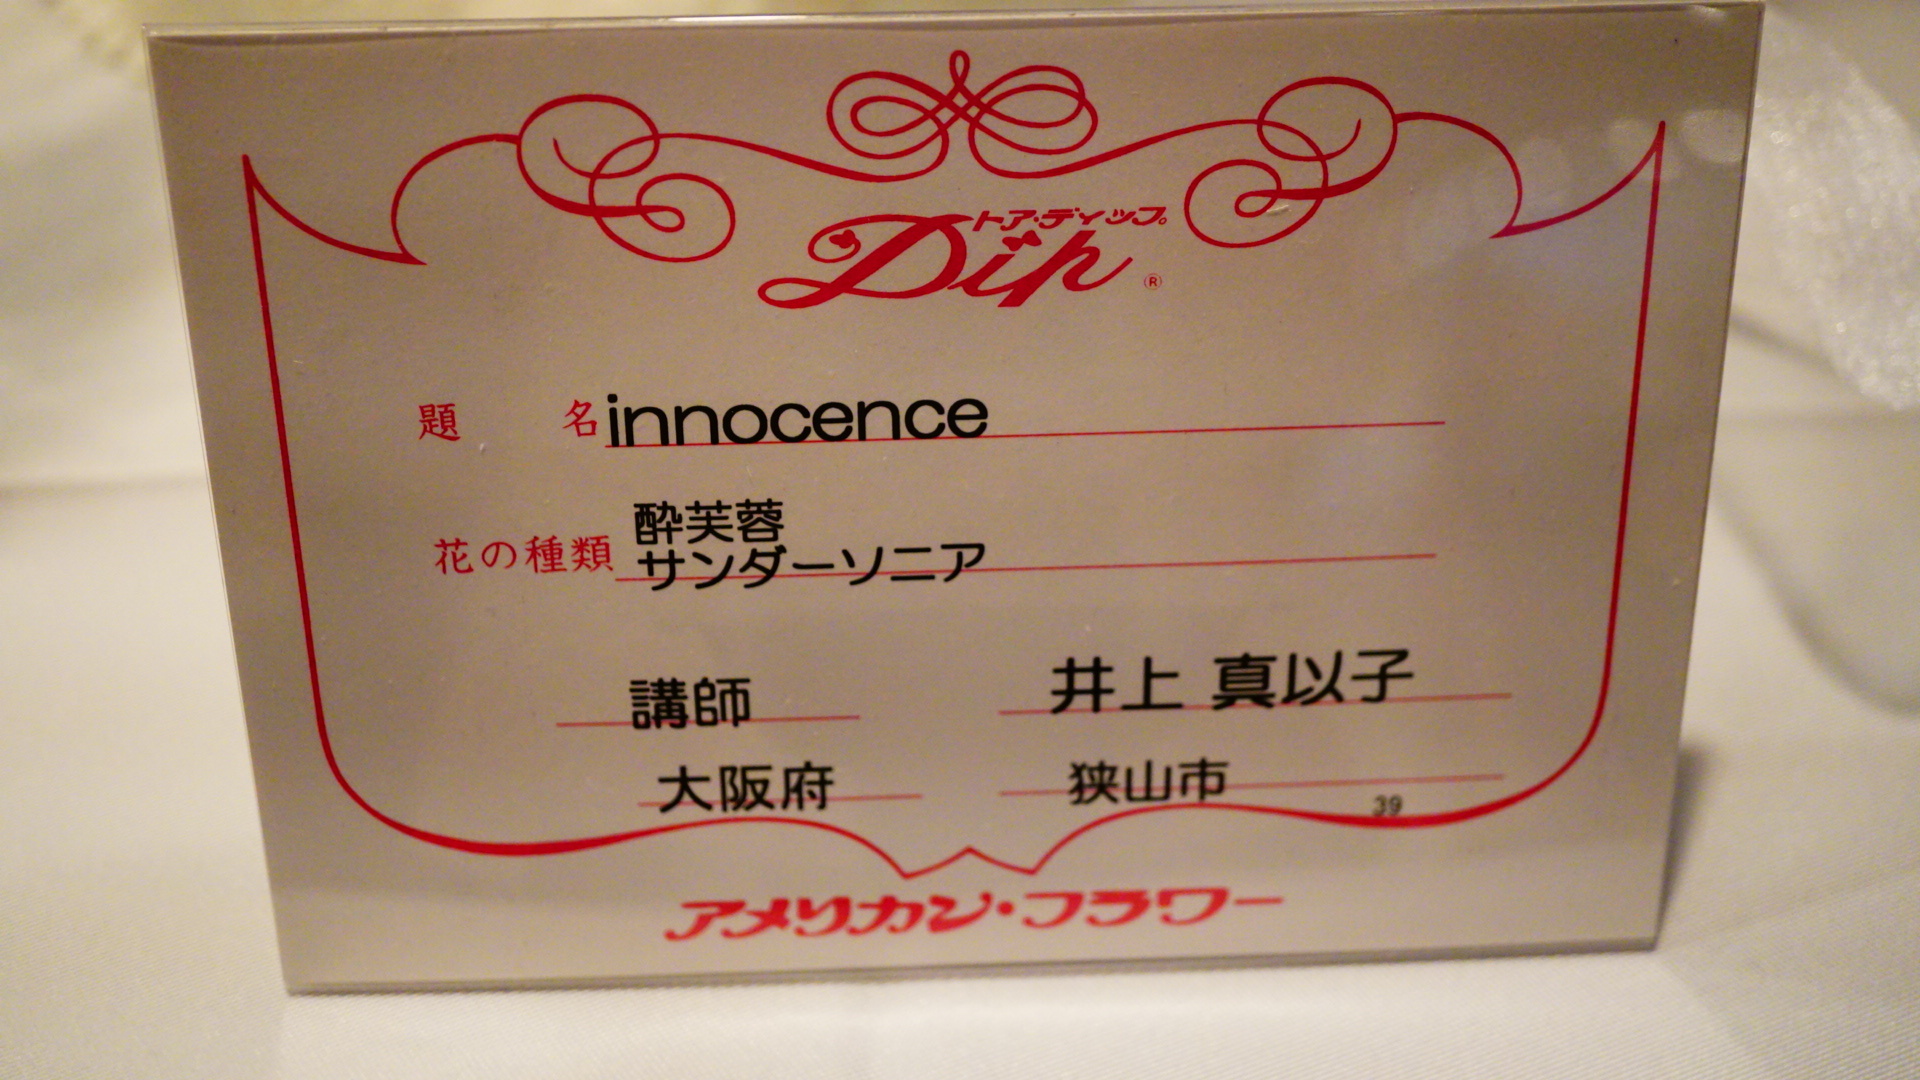 トア・ディップ
Dip ®
題名 innocence
酔芙蓉
花の種類 サンダーソニア
講師 井上 真以子
大阪府 狭山市
39
アメリカン・フラワー